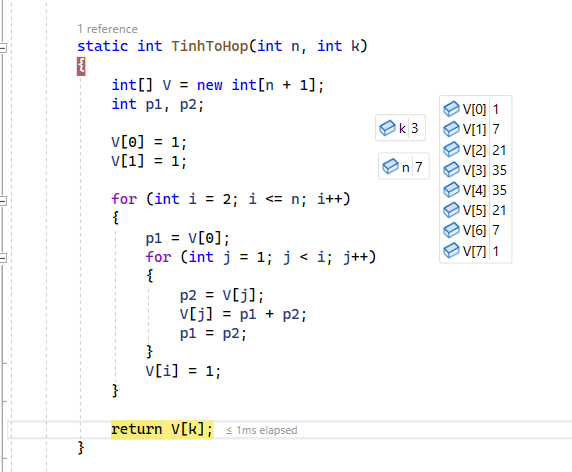 1 reference
static int TinhToHop(int n, int k)
{
int[] V = new int[n + 1];
int p1, p2;
V[0] = 1;
V[1] = 1;
for (int i = 2; i <= n; i++)
{
p1 = V[0];
for (int j = 1; j < i; j++)
{
p2 = V[j];
V[j] = p1 + p2;
p1 = p2;
}
V[i] = 1;
}
return V[k]; ≤ 1ms elapsed
}
k 3
n 7
V[0] 1
V[1] 7
V[2] 21
V[3] 35
V[4] 35
V[5] 21
V[6] 7
V[7] 1